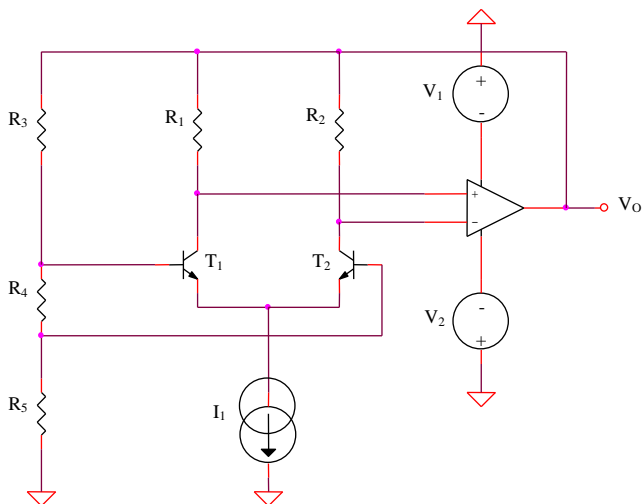 V1
+
-
R3
R1
R2
+
−
VO
T1
T2
R4
V2
-
+
R5
I1